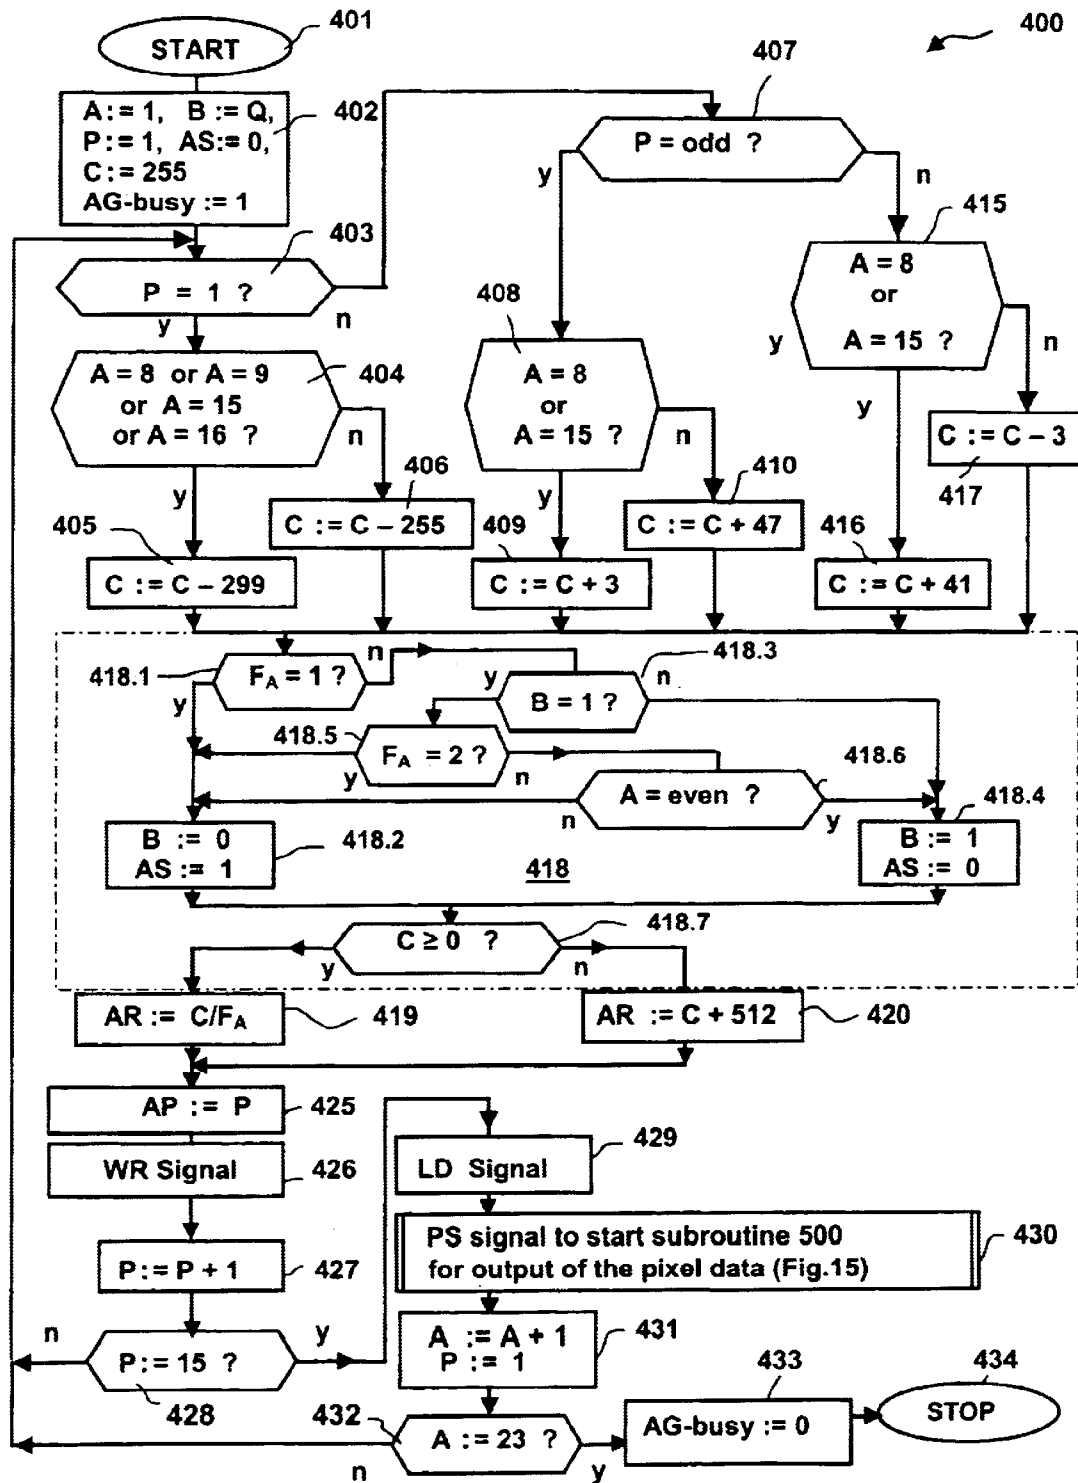 401
START
400
A:= 1, B := Q,
P:= 1, AS:= 0,
C:= 255
AG-busy := 1
402
407
P = odd ?
y
n
403
P = 1 ?
y
n
415
A = 8
or
A = 15 ?
y
n
y
A = 8 or A = 9
or A = 15
or A = 16 ?
404
n
y
408
A = 8
or
A = 15 ?
n
y
C := C – 3
417
406
C := C – 255
410
C := C + 47
405
C := C – 299
409
C := C + 3
416
C := C + 41
418.1
FA = 1 ?
n
y
418.3
B = 1 ?
y
n
418.5
FA = 2 ?
y
n
418.6
A = even ?
n
y
B := 0
AS := 1
418.2
418
418.4
B := 1
AS := 0
C ≥ 0 ?
418.7
y
n
AR := C/FA
419
AR := C + 512
420
AP := P
425
WR Signal
426
P:= P + 1
427
n
P:= 15 ?
y
428
LD Signal
429
PS signal to start subroutine 500
for output of the pixel data (Fig.15)
430
A := A + 1
P := 1
431
432
A := 23 ?
n
y
433
AG-busy := 0
434
STOP